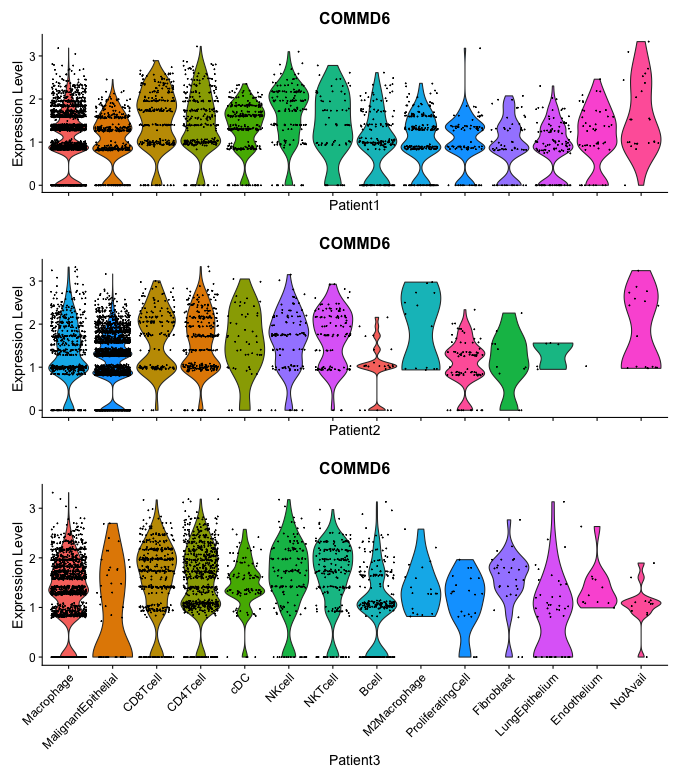 COMMD6
Expression Level
3
2
1
0
Patient1
COMMD6
Expression Level
3
2
1
0
Patient2
COMMD6
Expression Level
3
2
1
0
Macrophage
MalignantEpithelial
CD8Tcell
CD4Tcell
cDC
NKcell
NKTcell
Bcell
M2Macrophage
ProliferatingCell
Fibroblast
LungEpithelium
Endothelium
NotAvail
Patient3